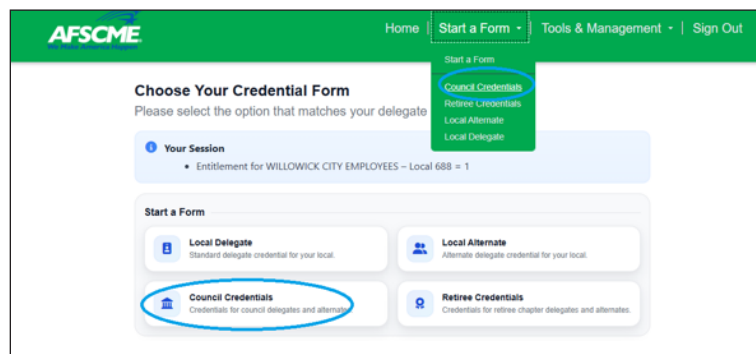 AFSCME
We Make America Happen
Home | Start a Form | Tools & Management | Sign Out
Start a Form
Council Credentials
Retiree Credentials
Local Alternate
Local Delegate
Choose Your Credential Form
Please select the option that matches your delegate
Your Session
• Entitlement for WILLOWICK CITY EMPLOYEES – Local 688 = 1
Start a Form
Local Delegate
Standard delegate credential for your local.
Local Alternate
Alternate delegate credential for your local.
Council Credentials
Credentials for council delegates and alternates.
Retiree Credentials
Credentials for retiree chapter delegates and alternates.